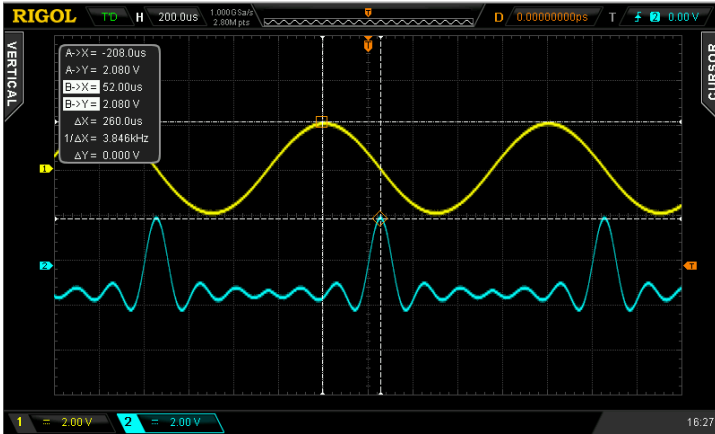 RIGOL T'D H 200.0us 1.000GSa/s 2.80M pts D 0.00000000ps T 2 0.00 V
VERTICAL
CURSOR
A->X = -208.0us
A->Y = 2.080 V
B->X = 52.00us
B->Y = 2.080 V
ΔX = 260.0us
1/ΔX = 3.846kHz
ΔY = 0.000 V
T
1
2
T
1 = 2.00 V 2 = 2.00 V 16:27